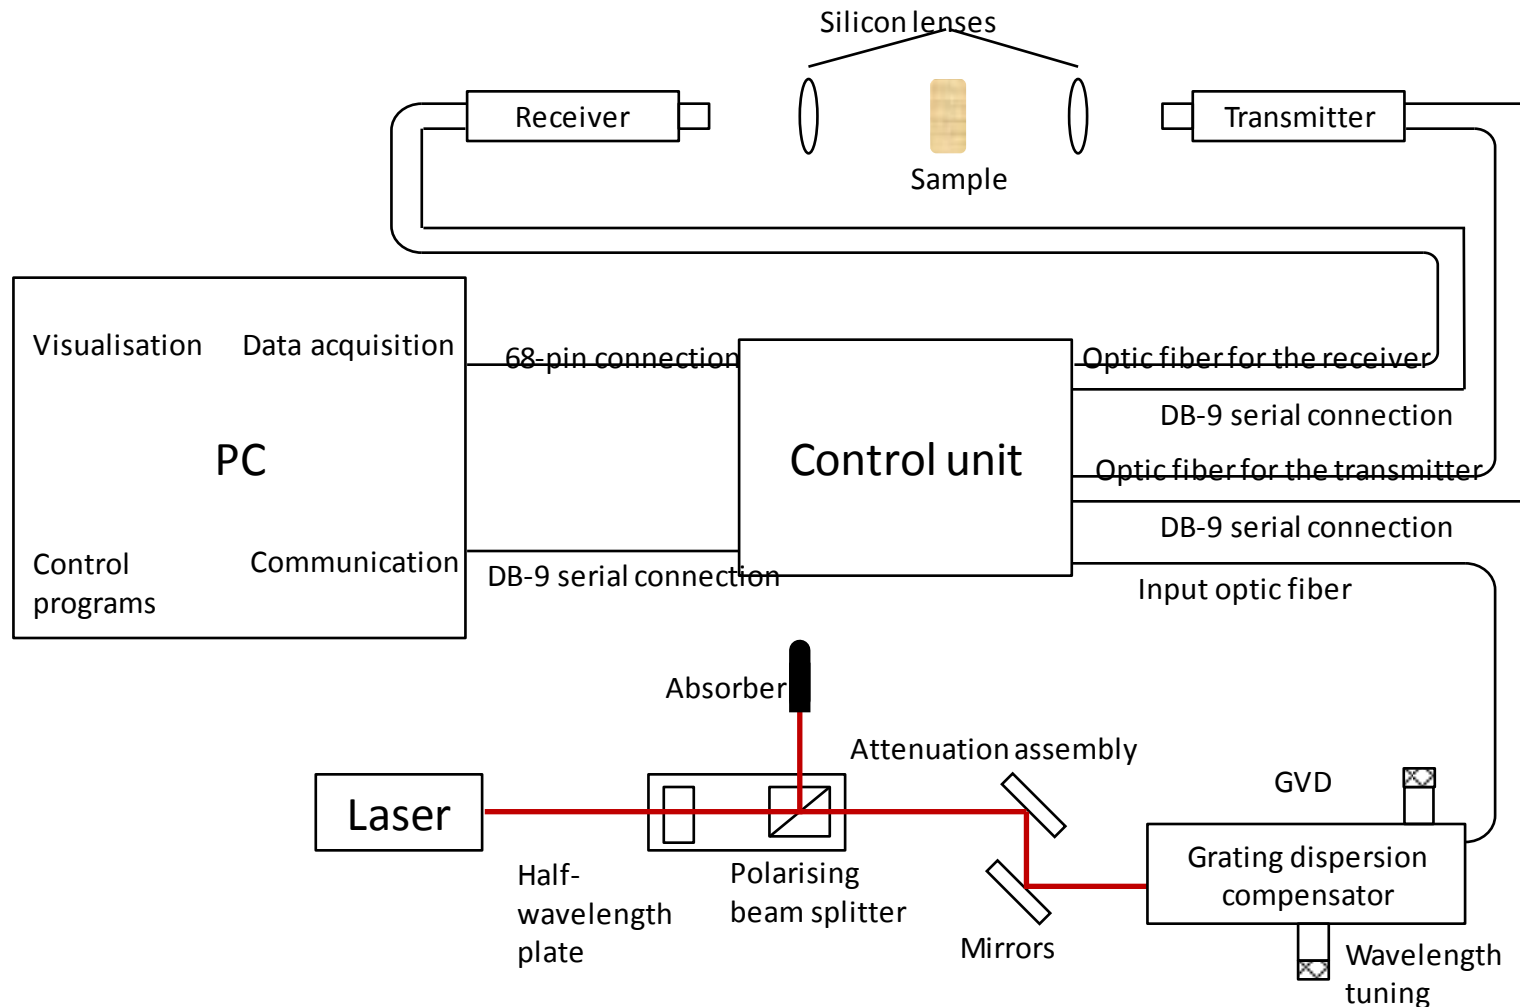 Silicon lenses
Receiver
Transmitter
Sample
Visualisation
Data acquisition
68-pin connection
Optic fiber for the receiver
DB-9 serial connection
PC
Control unit
Optic fiber for the transmitter
DB-9 serial connection
Control
programs
Communication
DB-9 serial connection
Input optic fiber
Absorber
Attenuation assembly
GVD
Laser
Half-
wavelength
plate
Polarising
beam splitter
Mirrors
Grating dispersion
compensator
Wavelength
tuning